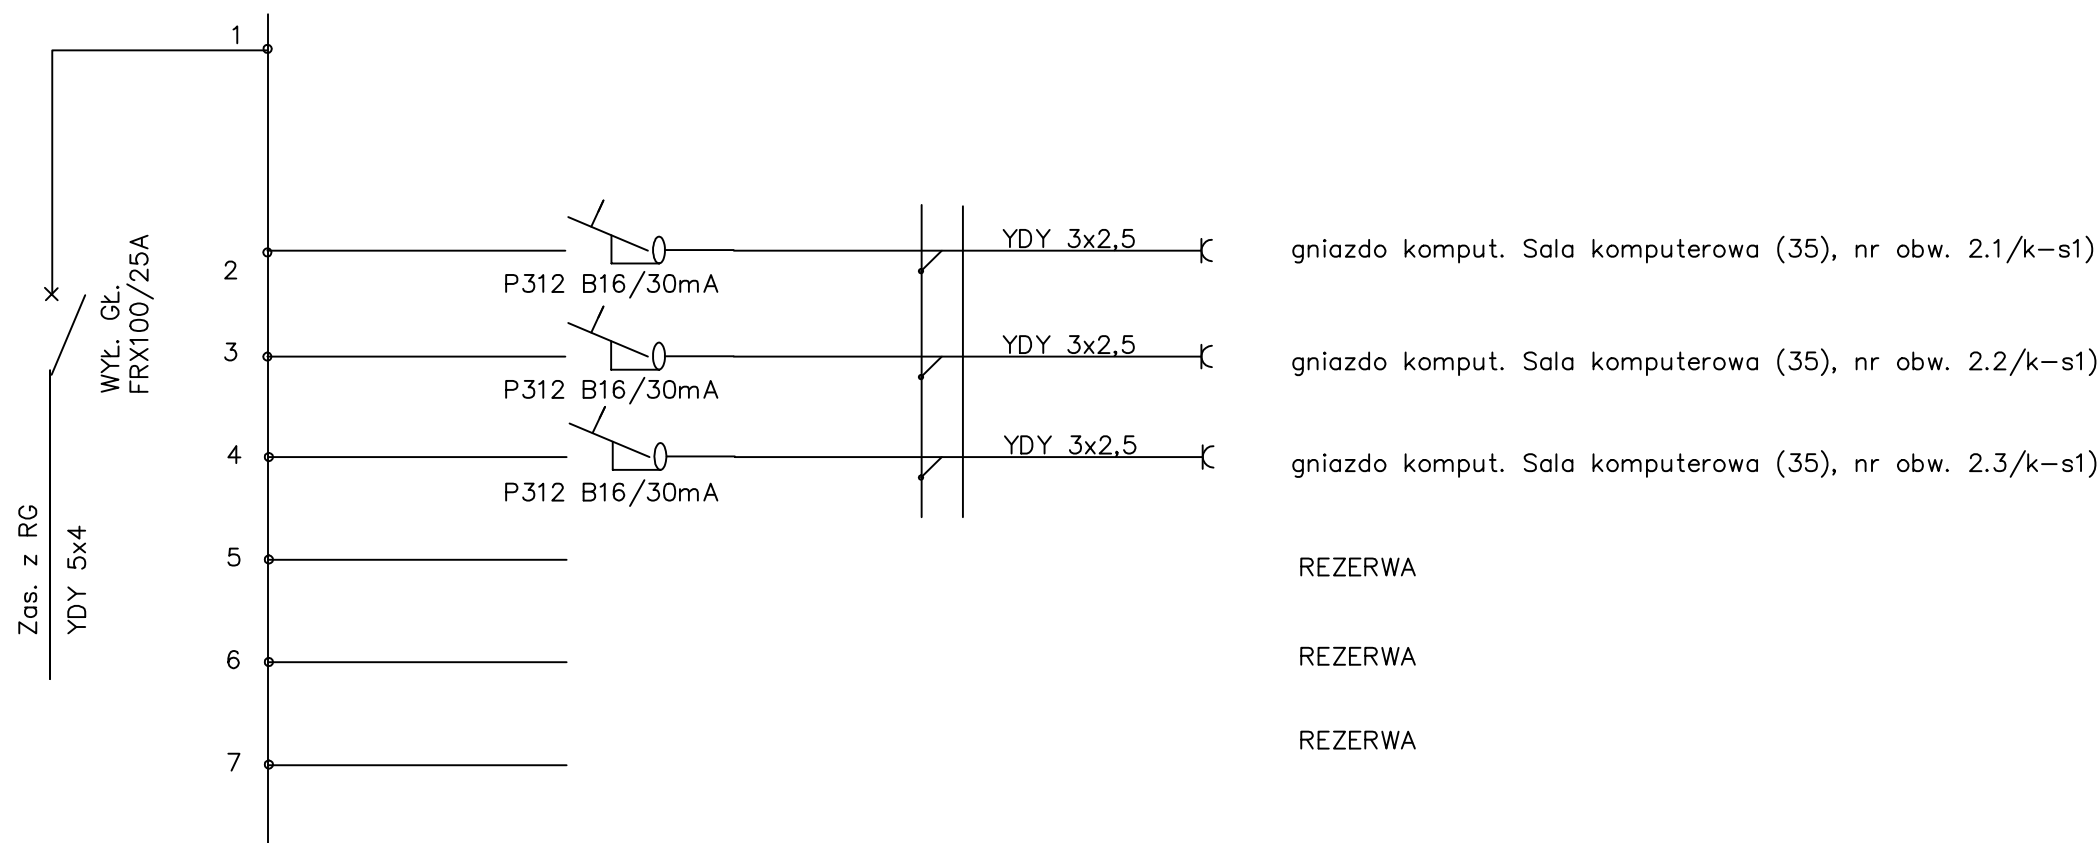 1
WYŁ. GŁ.
FRX100/25A
Zas. z RG
YDY 5x4
2
P312 B16/30mA
YDY 3x2,5
gniazdo komput. Sala komputerowa (35), nr obw. 2.1/k-s1)
3
P312 B16/30mA
YDY 3x2,5
gniazdo komput. Sala komputerowa (35), nr obw. 2.2/k-s1)
4
P312 B16/30mA
YDY 3x2,5
gniazdo komput. Sala komputerowa (35), nr obw. 2.3/k-s1)
5
REZERWA
6
REZERWA
7
REZERWA